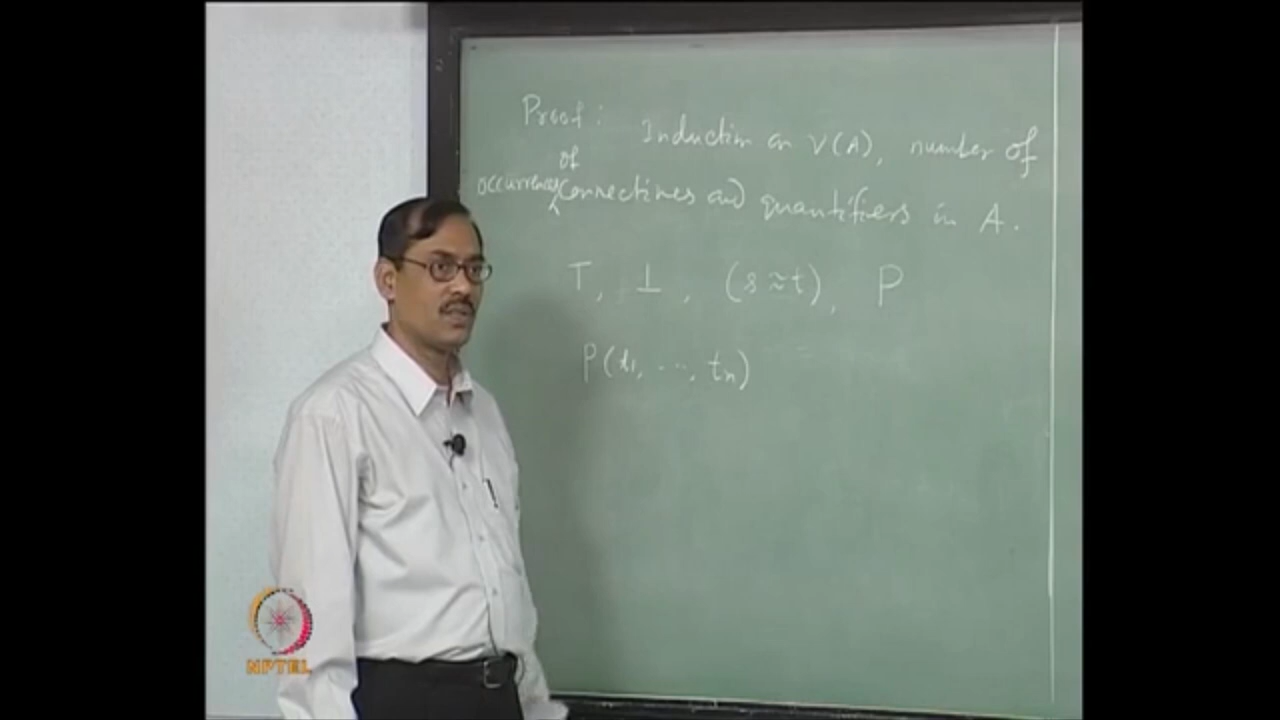 Proof: Induction on ν(A), number of
occurrences of connectives and quantifiers in A.
⊤, ⊥, (s ≈ t), P
P(t₁, ..., tₙ)
NPTEL